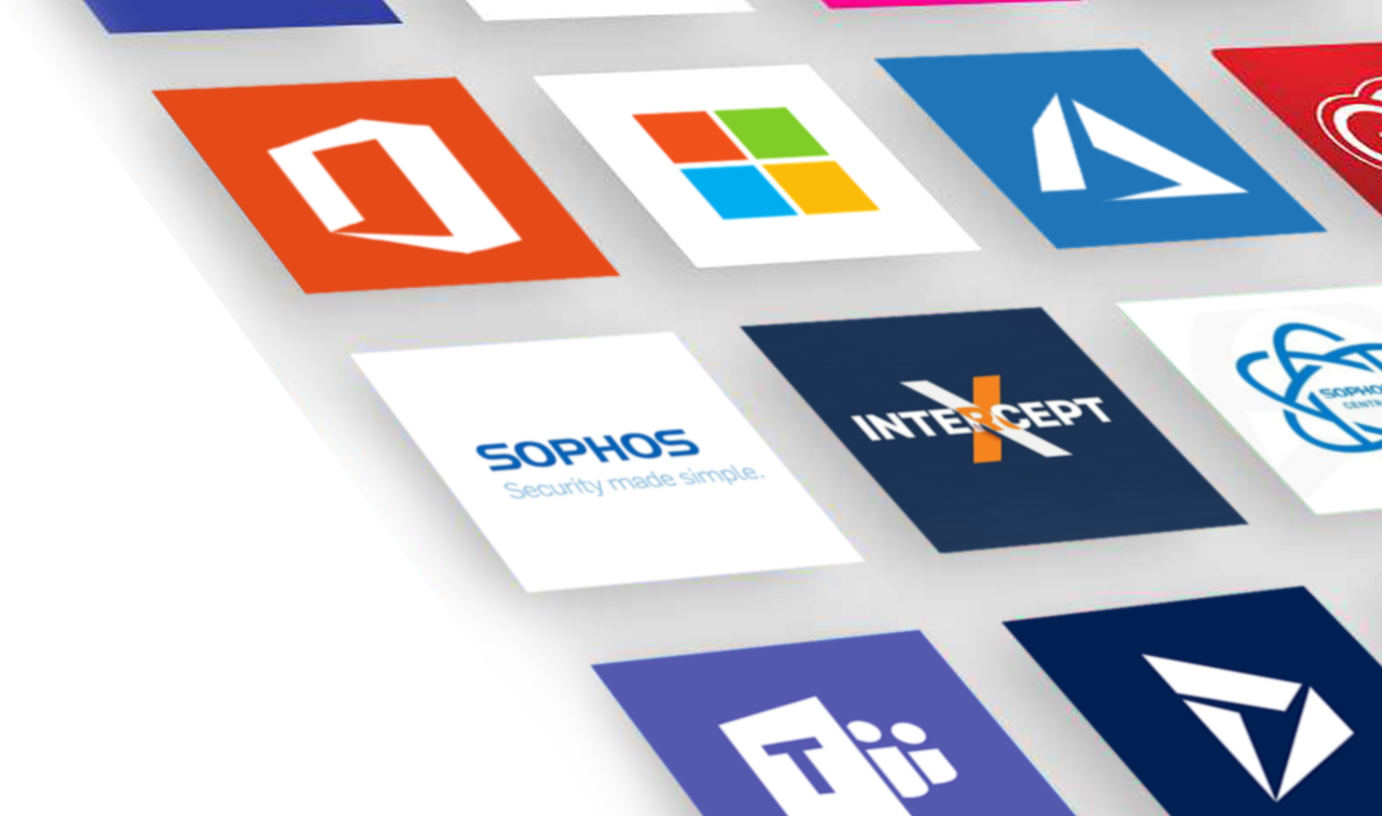 SOPHOS
Security made simple.
INTERCEPT
X
SOPHOS
T